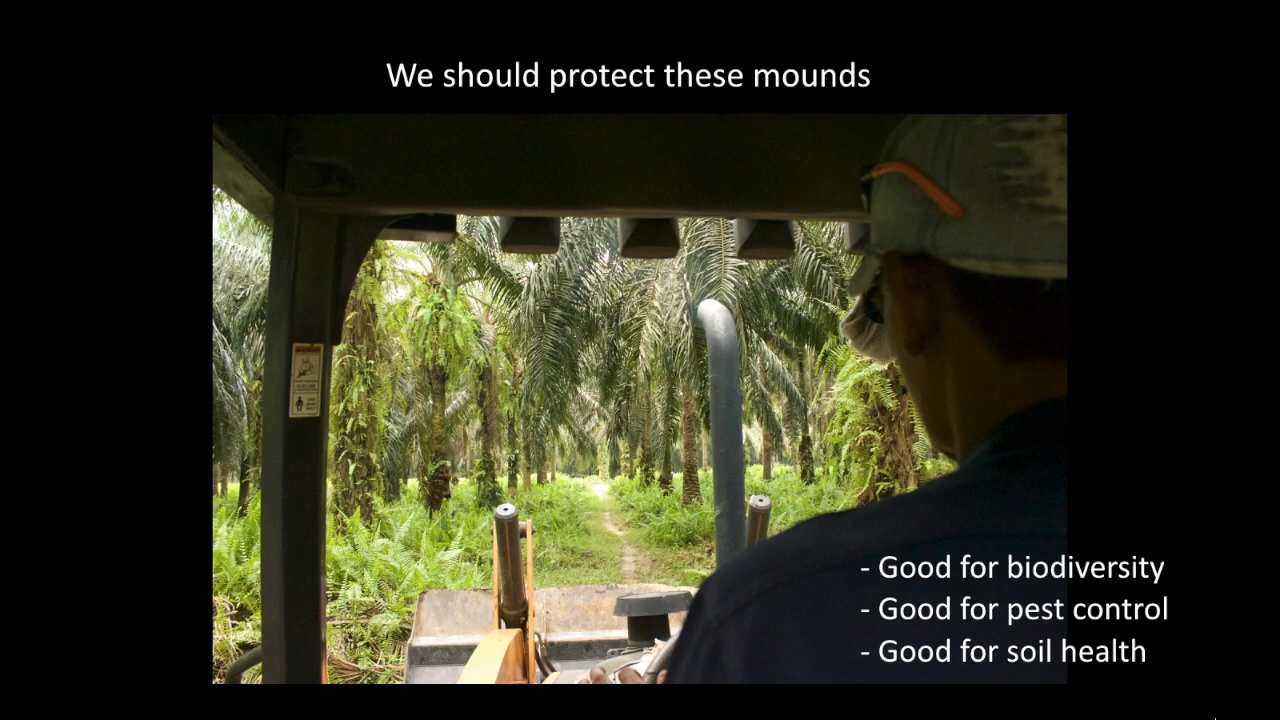 We should protect these mounds
- Good for biodiversity
- Good for pest control
- Good for soil health